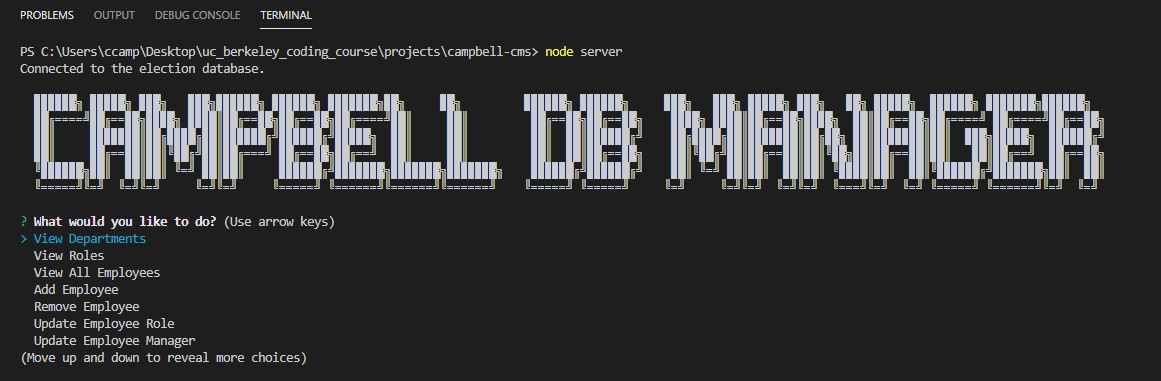 PROBLEMS OUTPUT DEBUG CONSOLE TERMINAL
PS C:\Users\ccamp\Desktop\uc_berkeley_coding_course\projects\campbell-cms> node server
Connected to the election database.
CAMPBELL DB MANAGER
? What would you like to do? (Use arrow keys)
> View Departments
View Roles
View All Employees
Add Employee
Remove Employee
Update Employee Role
Update Employee Manager
(Move up and down to reveal more choices)